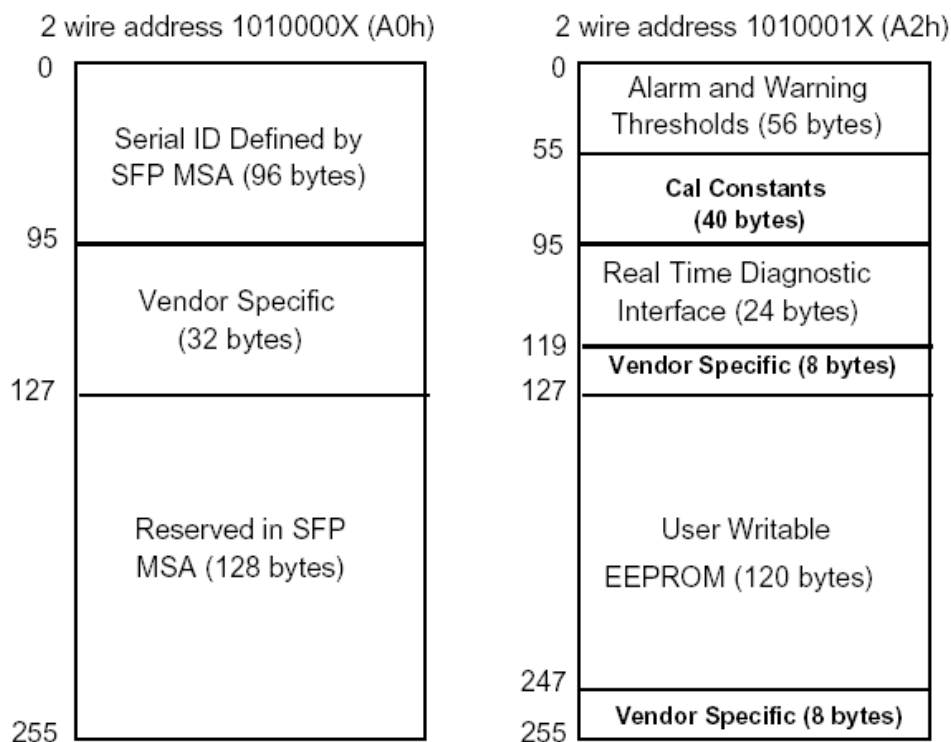 2 wire address 1010000X (A0h)
0
Serial ID Defined by
SFP MSA (96 bytes)
95
Vendor Specific
(32 bytes)
127
Reserved in SFP
MSA (128 bytes)
255
2 wire address 1010001X (A2h)
0
Alarm and Warning
Thresholds (56 bytes)
55
Cal Constants
(40 bytes)
95
Real Time Diagnostic
Interface (24 bytes)
119
Vendor Specific (8 bytes)
127
User Writable
EEPROM (120 bytes)
247
Vendor Specific (8 bytes)
255